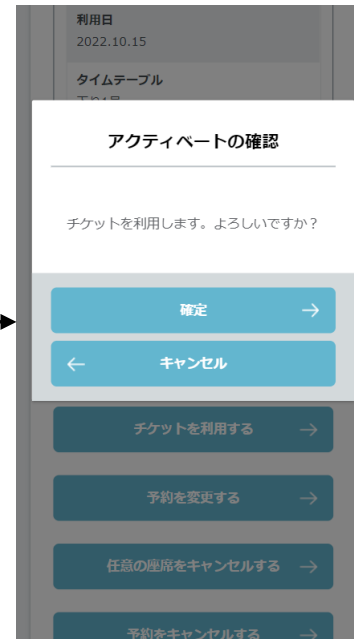 利用日
2022.10.15
タイムテーブル
アクティベートの確認
チケットを利用します。よろしいですか？
確定
キャンセル
チケットを利用する
予約を変更する
任意の座席をキャンセルする
予約をキャンセルする